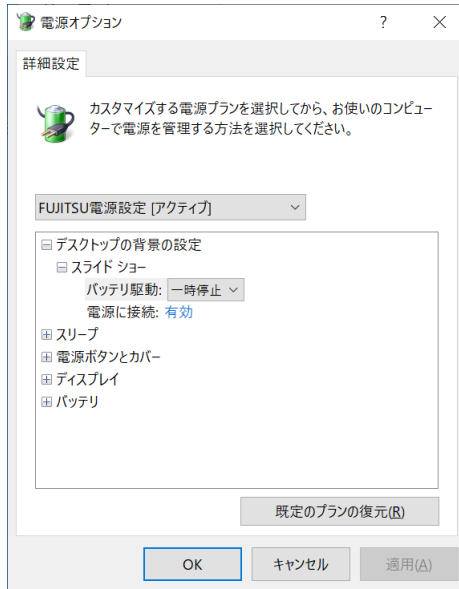 電源オプション
詳細設定
カスタマイズする電源プランを選択してから、お使いのコンピュー
ターで電源を管理する方法を選択してください。
FUJITSU電源設定 [アクティブ]
デスクトップの背景の設定
スライド ショー
バッテリ駆動: 一時停止
電源に接続: 有効
スリープ
電源ボタンとカバー
ディスプレイ
バッテリ
既定のプランの復元(R)
OK キャンセル 適用(A)